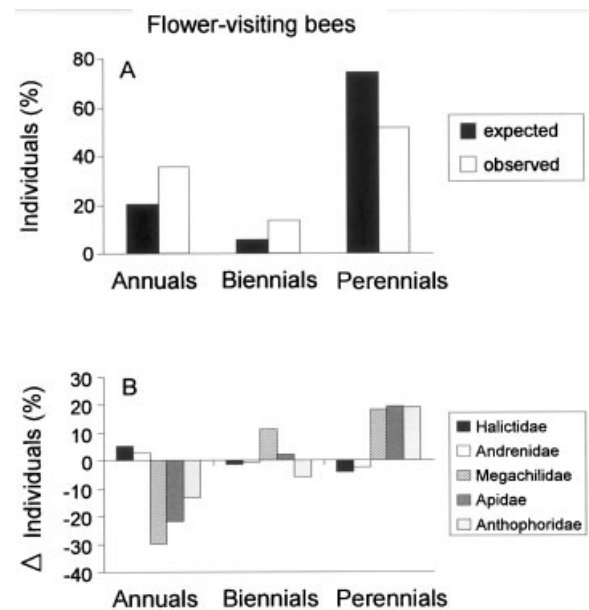 Flower-visiting bees
A
Individuals (%)
80
60
40
20
0
Annuals Biennials Perennials
expected
observed
B
Δ Individuals (%)
30
20
10
0
-10
-20
-30
-40
Annuals Biennials Perennials
Halictidae
Andrenidae
Megachilidae
Apidae
Anthophoridae